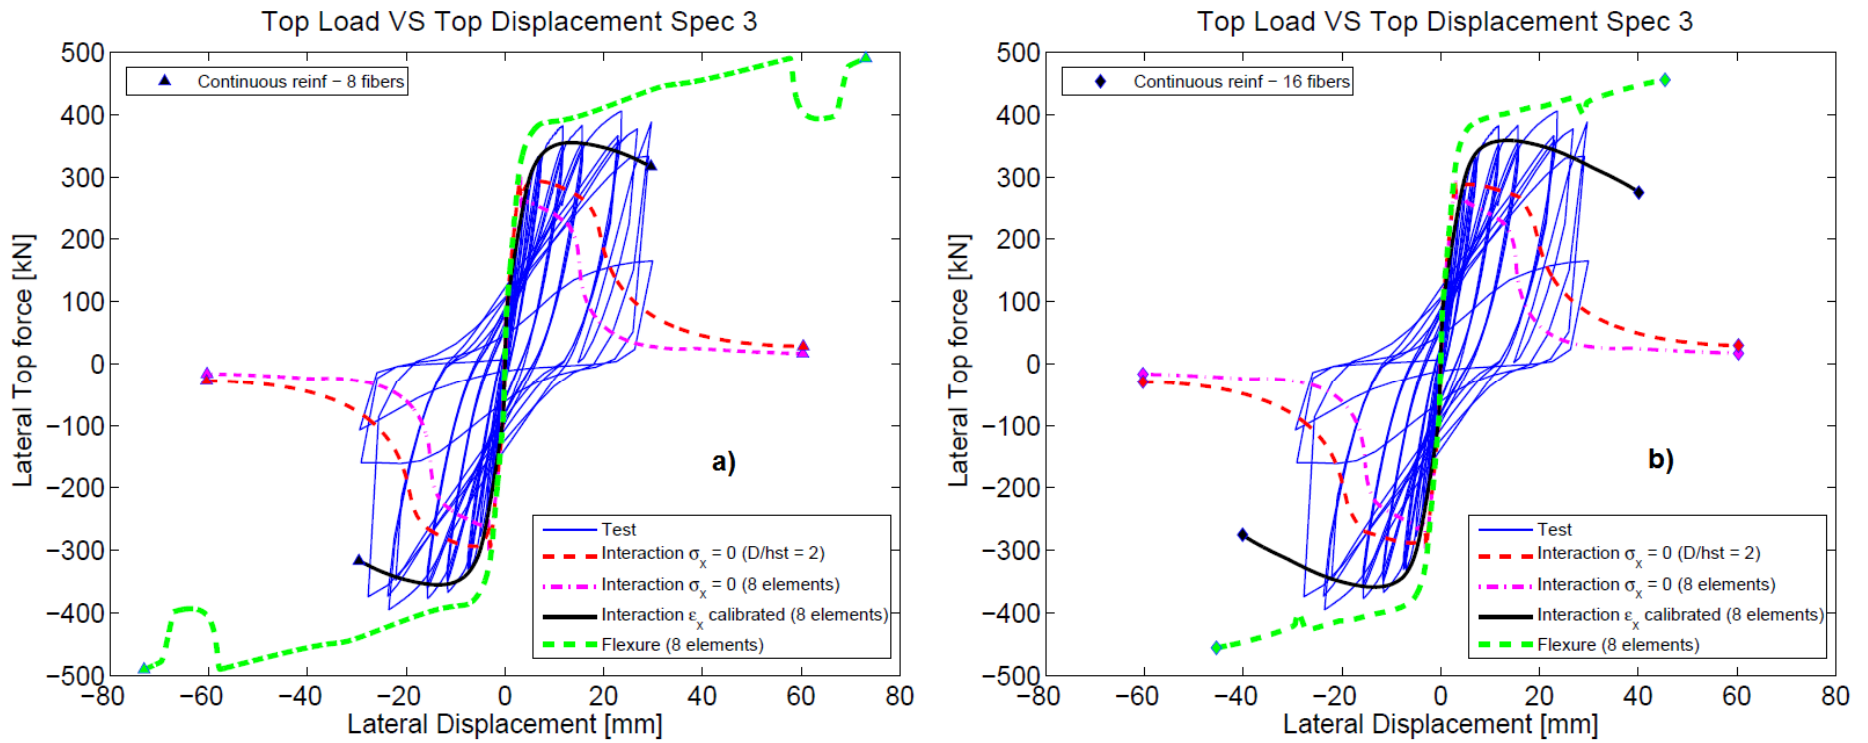 Top Load VS Top Displacement Spec 3
500
400
300
200
100
0
−100
−200
−300
−400
−500
−80
−60
−40
−20
0
20
40
60
80
Lateral Top force [kN]
Lateral Displacement [mm]
Continuous reinf − 8 fibers
a)
Test
Interaction σx = 0 (D/hst = 2)
Interaction σx = 0 (8 elements)
Interaction εx calibrated (8 elements)
Flexure (8 elements)
Top Load VS Top Displacement Spec 3
500
400
300
200
100
0
−100
−200
−300
−400
−500
−80
−60
−40
−20
0
20
40
60
80
Lateral Top force [kN]
Lateral Displacement [mm]
Continuous reinf − 16 fibers
b)
Test
Interaction σx = 0 (D/hst = 2)
Interaction σx = 0 (8 elements)
Interaction εx calibrated (8 elements)
Flexure (8 elements)